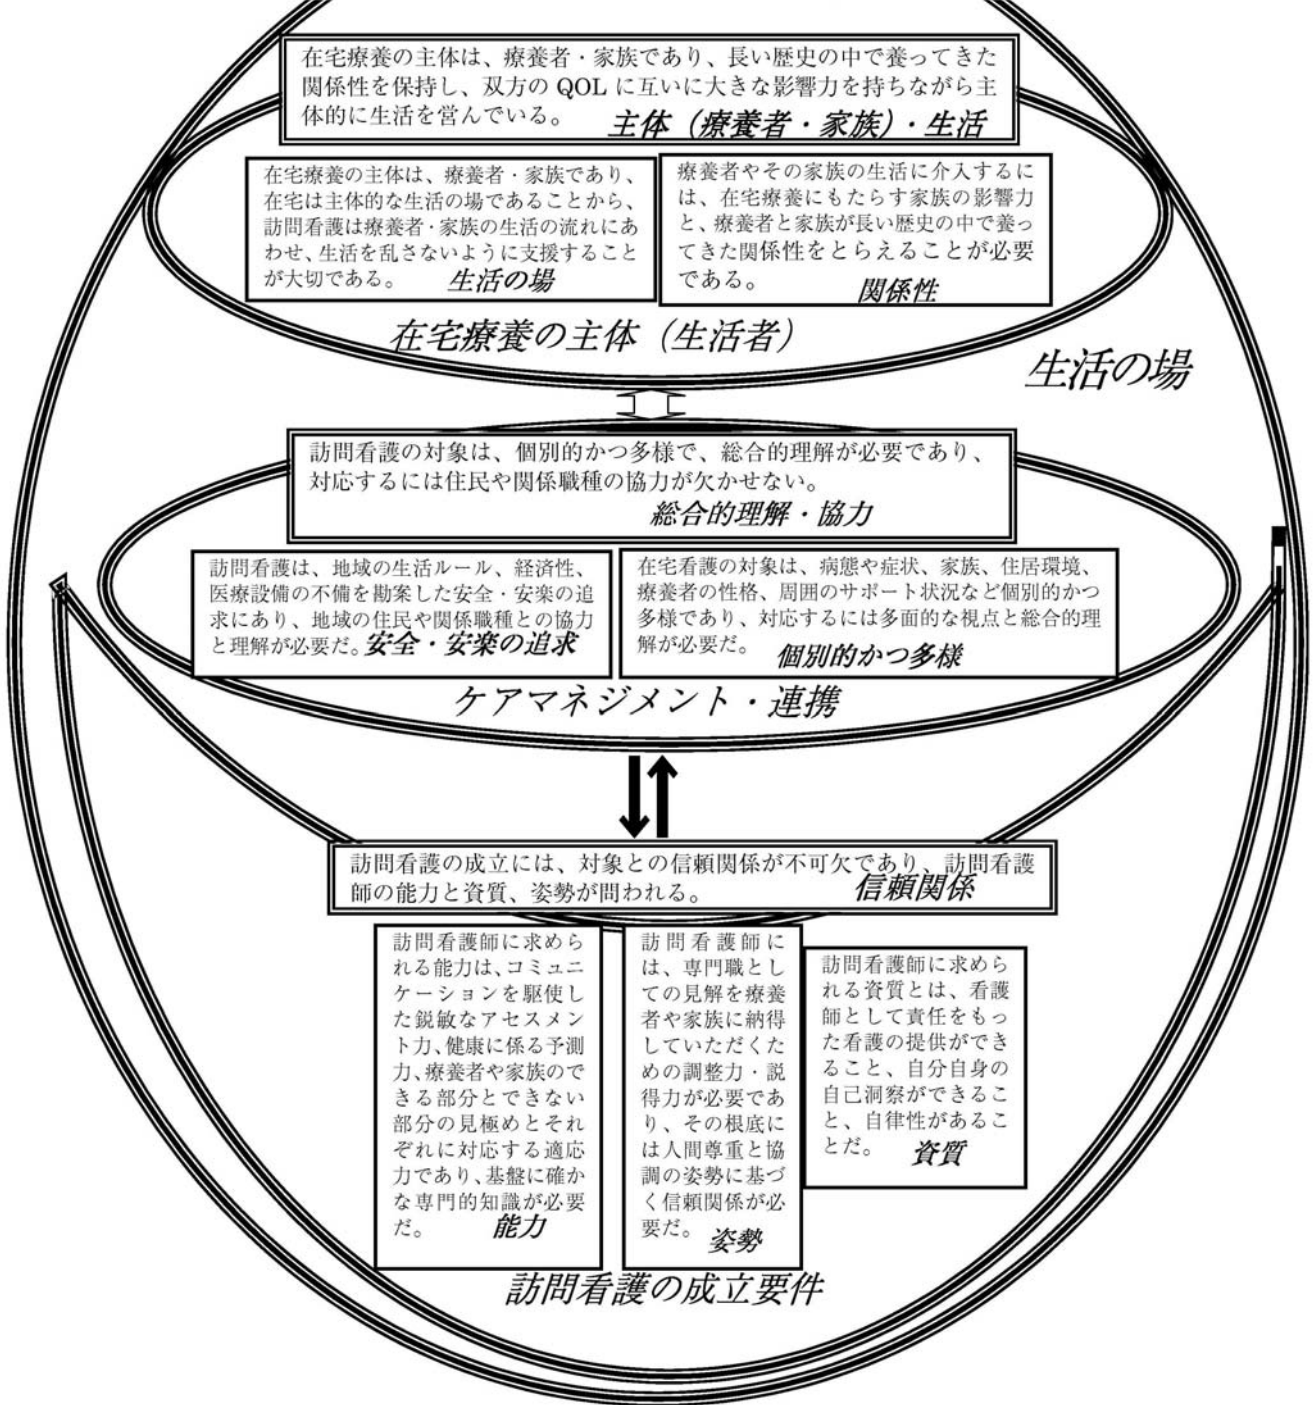 在宅療養の主体は、療養者・家族であり、長い歴史の中で養ってきた
関係性を保持し、双方の QOL に互いに大きな影響力を持ちながら主
体的に生活を営んでいる。
主体（療養者・家族）・生活
在宅療養の主体は、療養者・家族であり、
在宅は主体的な生活の場であることから、
訪問看護は療養者・家族の生活の流れにあ
わせ、生活を乱さないように支援すること
が大切である。
生活の場
療養者やその家族の生活に介入するに
は、在宅療養にもたらす家族の影響力
と、療養者と家族が長い歴史の中で養っ
てきた関係性をとらえることが必要
である。
関係性
在宅療養の主体（生活者）
生活の場
訪問看護の対象は、個別的かつ多様で、総合的理解が必要であり、
対応するには住民や関係職種の協力が欠かせない。
総合的理解・協力
訪問看護は、地域の生活ルール、経済性、
医療設備の不備を勘案した安全・安楽の追
求にあり、地域の住民や関係職種との協力
と理解が必要だ。
安全・安楽の追求
在宅看護の対象は、病態や症状、家族、住居環境、
療養者の性格、周囲のサポート状況など個別的かつ
多様であり、対応するには多面的な視点と総合的理
解が必要だ。
個別的かつ多様
ケアマネジメント・連携
訪問看護の成立には、対象との信頼関係が不可欠であり、訪問看護
師の能力と資質、姿勢が問われる。
信頼関係
訪問看護師に求めら
れる能力は、コミュニ
ケーションを駆使し
た鋭敏なアセスメン
ト力、健康に係る予測
力、療養者や家族ので
きる部分とできない
部分の見極めとそれ
ぞれに対応する適応
力であり、基盤に確か
な専門的知識が必要
だ。
能力
訪問看護師に
は、専門職とし
ての見解を療養
者や家族に納得
していただくた
めの調整力・説
得力が必要であ
り、その根底に
は人間尊重と協
調の姿勢に基づ
く信頼関係が必
要だ。
姿勢
訪問看護師に求めら
れる資質とは、看護
師として責任をもっ
た看護の提供ができ
ること、自分自身の
自己洞察ができるこ
と、自律性があるこ
とだ。
資質
訪問看護の成立要件